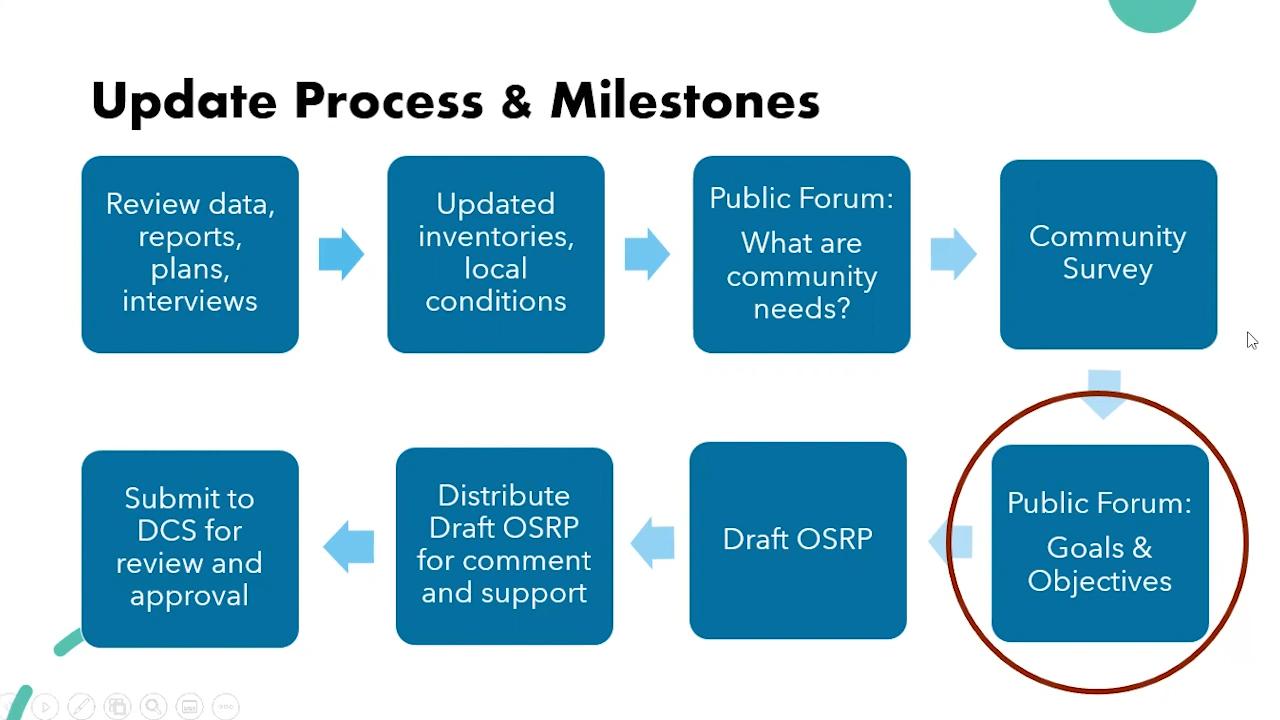 Update Process & Milestones
Review data,
reports,
plans,
interviews
Updated
inventories,
local
conditions
Public Forum:
What are
community
needs?
Community
Survey
Public Forum:
Goals &
Objectives
Draft OSRP
Distribute
Draft OSRP
for comment
and support
Submit to
DCS for
review and
approval